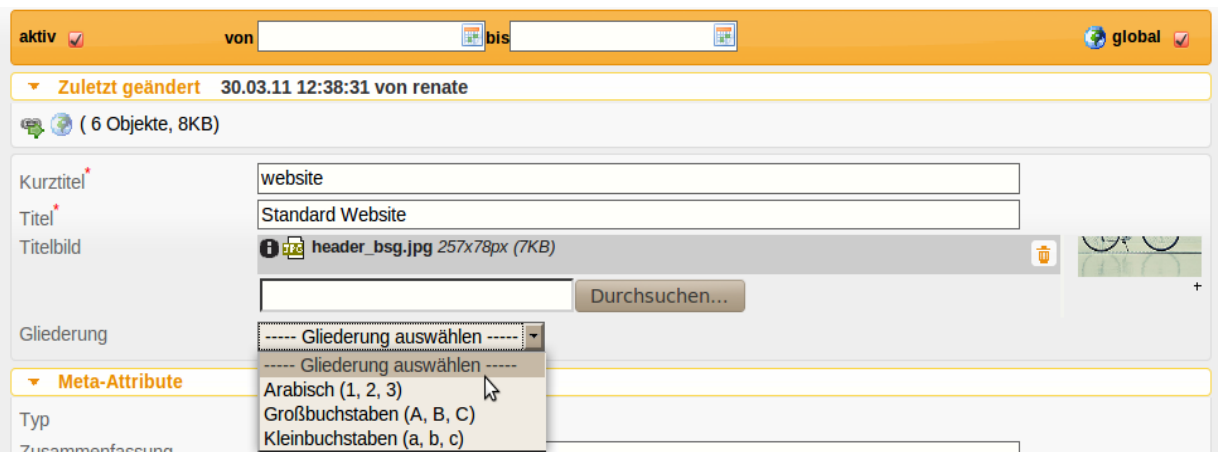 aktiv von bis global
Zuletzt geändert 30.03.11 12:38:31 von renate
( 6 Objekte, 8KB)
Kurztitel* website
Titel* Standard Website
Titelbild header_bsg.jpg 257x78px (7KB)
+
Durchsuchen...
Gliederung ----- Gliederung auswählen -----
----- Gliederung auswählen -----
Meta-Attribute
Arabisch (1, 2, 3)
Typ
Großbuchstaben (A, B, C)
Kleinbuchstaben (a, b, c)
Zusammenfassung